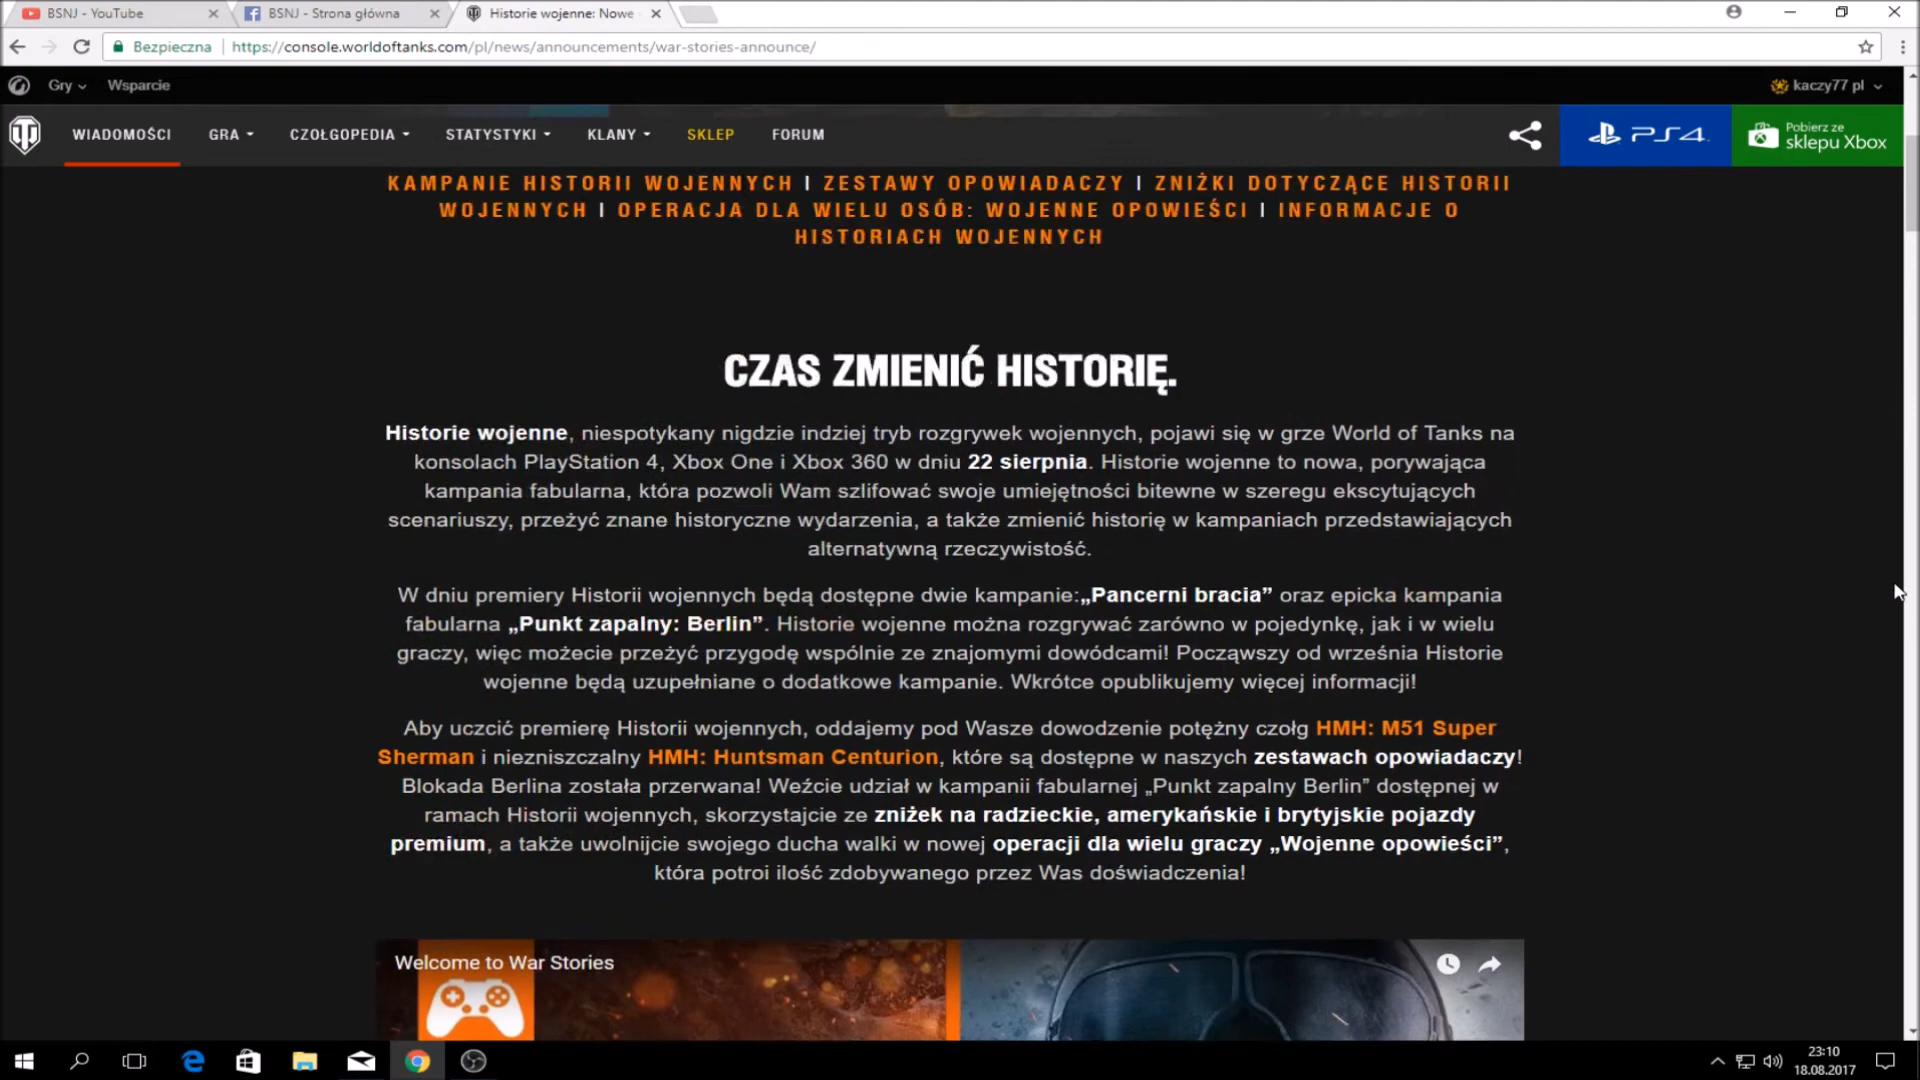 BSNJ - YouTube
BSNJ - Strona główna
Historie wojenne: Nowe
Bezpieczna
https://console.worldoftanks.com/pl/news/announcements/war-stories-announce/
Gry
Wsparcie
kaczy77 pl
WIADOMOŚCI
GRA
CZOŁGOPEDIA
STATYSTYKI
KLANY
SKLEP
FORUM
PS4
Pobierz ze
sklepu Xbox
KAMPANIE HISTORII WOJENNYCH | ZESTAWY OPOWIADACZY | ZNIŻKI DOTYCZĄCE HISTORII
WOJENNYCH | OPERACJA DLA WIELU OSÓB: WOJENNE OPOWIEŚCI | INFORMACJE O
HISTORIACH WOJENNYCH
CZAS ZMIENIĆ HISTORIĘ.
Historie wojenne, niespotykany nigdzie indziej tryb rozgrywek wojennych, pojawi się w grze World of Tanks na
konsolach PlayStation 4, Xbox One i Xbox 360 w dniu 22 sierpnia. Historie wojenne to nowa, porywająca
kampania fabularna, która pozwoli Wam szlifować swoje umiejętności bitewne w szeregu ekscytujących
scenariuszy, przeżyć znane historyczne wydarzenia, a także zmienić historię w kampaniach przedstawiających
alternatywną rzeczywistość.
W dniu premiery Historii wojennych będą dostępne dwie kampanie:„Pancerni bracia” oraz epicka kampania
fabularna „Punkt zapalny: Berlin”. Historie wojenne można rozgrywać zarówno w pojedynkę, jak i w wielu
graczy, więc możecie przeżyć przygodę wspólnie ze znajomymi dowódcami! Począwszy od września Historie
wojenne będą uzupełniane o dodatkowe kampanie. Wkrótce opublikujemy więcej informacji!
Aby uczcić premierę Historii wojennych, oddajemy pod Wasze dowodzenie potężny czołg HMH: M51 Super
Sherman i niezniszczalny HMH: Huntsman Centurion, które są dostępne w naszych zestawach opowiadaczy!
Blokada Berlina została przerwana! Weźcie udział w kampanii fabularnej „Punkt zapalny Berlin” dostępnej w
ramach Historii wojennych, skorzystajcie ze zniżek na radzieckie, amerykańskie i brytyjskie pojazdy
premium, a także uwolnijcie swojego ducha walki w nowej operacji dla wielu graczy „Wojenne opowieści”,
która potroi ilość zdobywanego przez Was doświadczenia!
Welcome to War Stories
23:10
18.08.2017